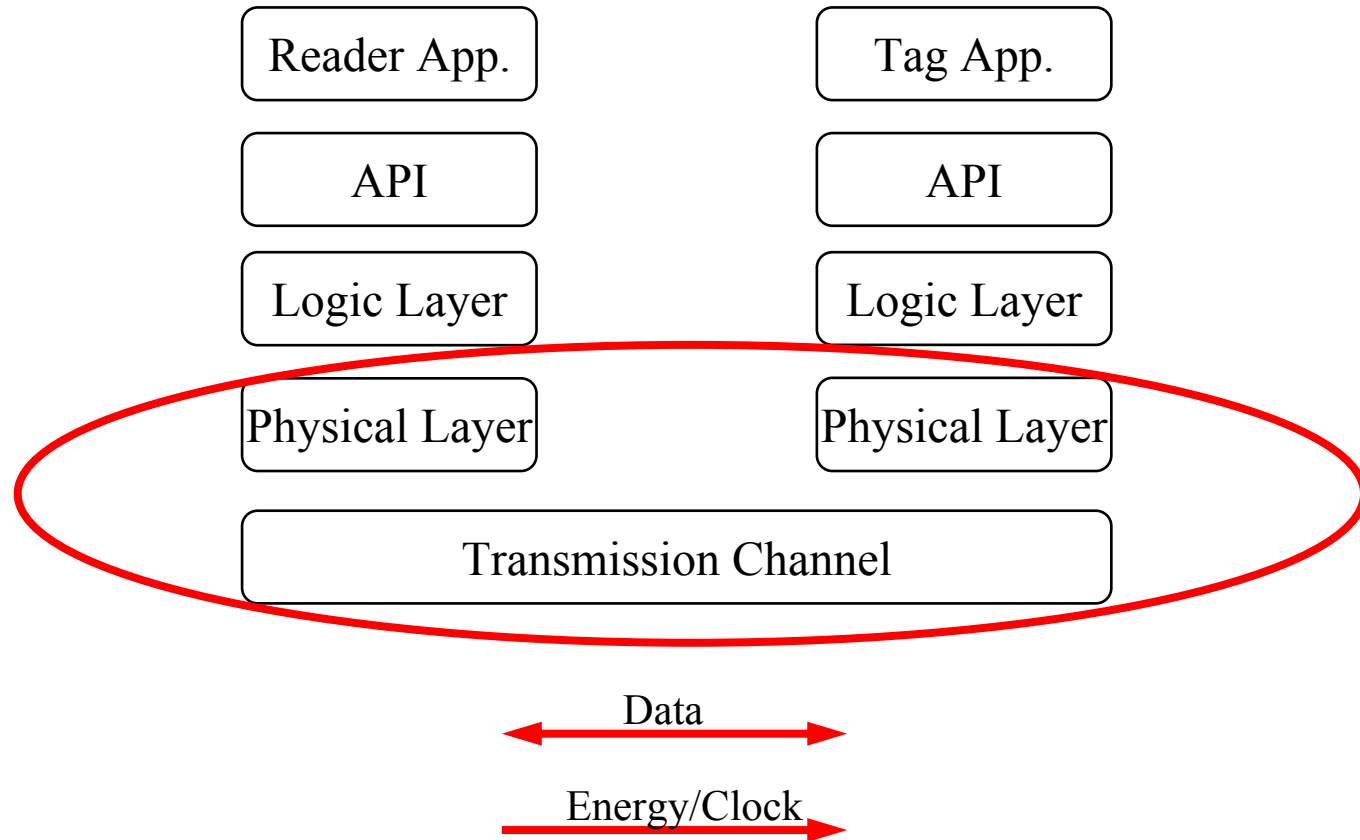 Reader App.
Tag App.
API
API
Logic Layer
Logic Layer
Physical Layer
Physical Layer
Transmission Channel
Data
Energy/Clock